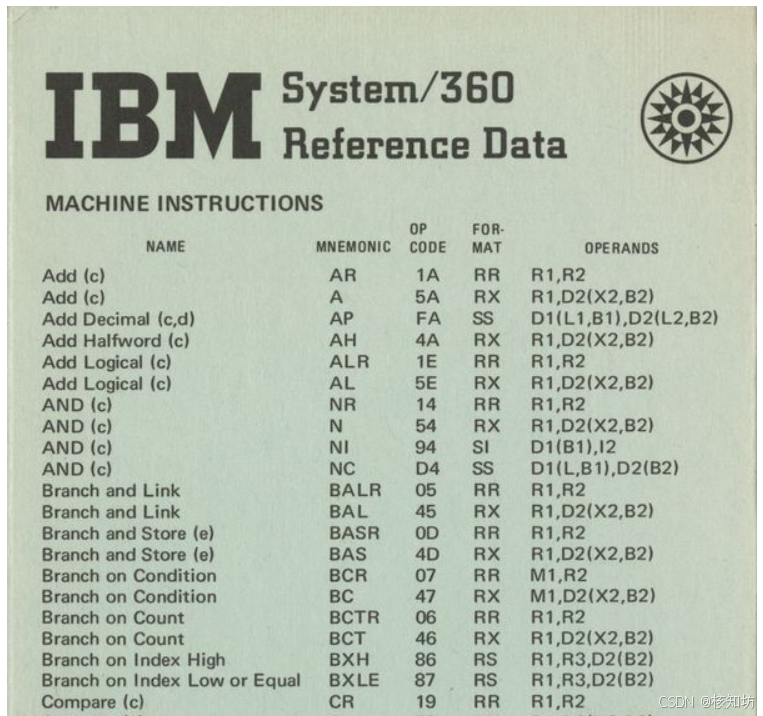 IBM System/360
Reference Data
MACHINE INSTRUCTIONS
NAME MNEMONIC OP CODE FOR- MAT OPERANDS
Add (c) AR 1A RR R1,R2
Add (c) A 5A RX R1,D2(X2,B2)
Add Decimal (c,d) AP FA SS D1(L1,B1),D2(L2,B2)
Add Halfword (c) AH 4A RX R1,D2(X2,B2)
Add Logical (c) ALR 1E RR R1,R2
Add Logical (c) AL 5E RX R1,D2(X2,B2)
AND (c) NR 14 RR R1,R2
AND (c) N 54 RX R1,D2(X2,B2)
AND (c) NI 94 SI D1(B1),I2
AND (c) NC D4 SS D1(L,B1),D2(B2)
Branch and Link BALR 05 RR R1,R2
Branch and Link BAL 45 RX R1,D2(X2,B2)
Branch and Store (e) BASR 0D RR R1,R2
Branch and Store (e) BAS 4D RX R1,D2(X2,B2)
Branch on Condition BCR 07 RR M1,R2
Branch on Condition BC 47 RX M1,D2(X2,B2)
Branch on Count BCTR 06 RR R1,R2
Branch on Count BCT 46 RX R1,D2(X2,B2)
Branch on Index High BXH 86 RS R1,R3,D2(B2)
Branch on Index Low or Equal BXLE 87 RS R1,R3,D2(B2)
Compare (c) CR 19 RR R1,R2
CSDN @核知坊